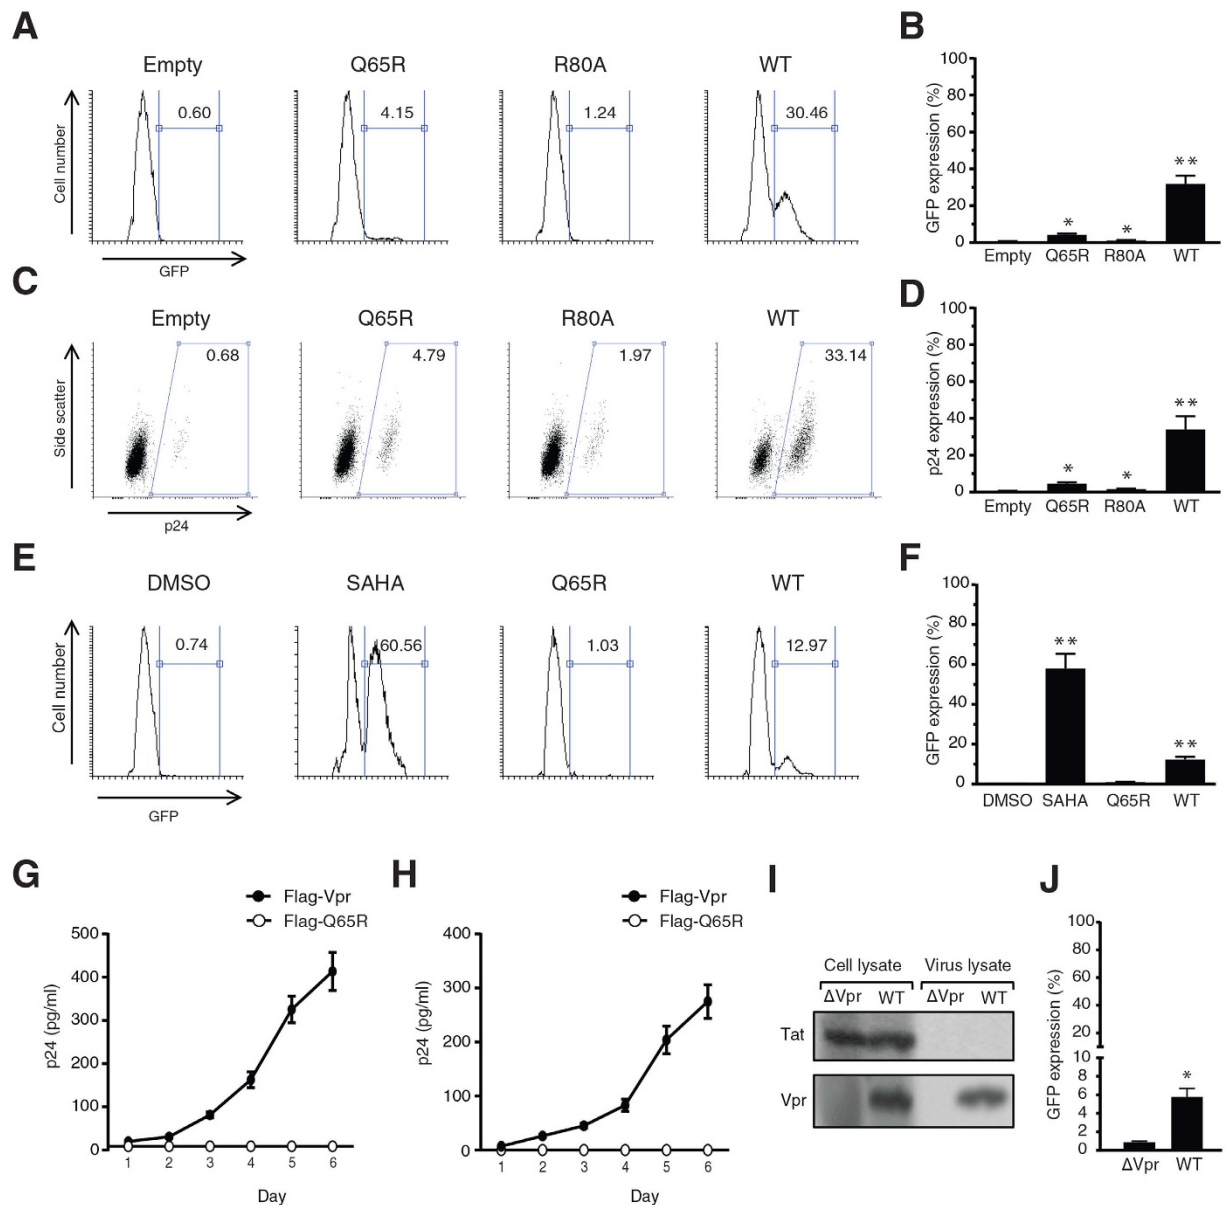 A
Empty
Q65R
R80A
WT
Cell number
0.60
4.15
1.24
30.46
GFP
B
GFP expression (%)
100
80
60
40
20
0
*
*
**
Empty
Q65R
R80A
WT
C
Empty
Q65R
R80A
WT
Side scatter
0.68
4.79
1.97
33.14
p24
D
p24 expression (%)
100
80
60
40
20
0
*
*
**
Empty
Q65R
R80A
WT
E
DMSO
SAHA
Q65R
WT
Cell number
0.74
60.56
1.03
12.97
GFP
F
GFP expression (%)
100
80
60
40
20
0
**
**
DMSO
SAHA
Q65R
WT
G
Flag-Vpr
Flag-Q65R
p24 (pg/ml)
500
400
300
200
100
0
1 2 3 4 5 6
Day
H
Flag-Vpr
Flag-Q65R
p24 (pg/ml)
400
300
200
100
0
1 2 3 4 5 6
Day
I
Cell lysate Virus lysate
ΔVpr WT ΔVpr WT
Tat
Vpr
J
GFP expression (%)
100
80
60
40
20
10
8
6
4
2
0
*
ΔVpr WT